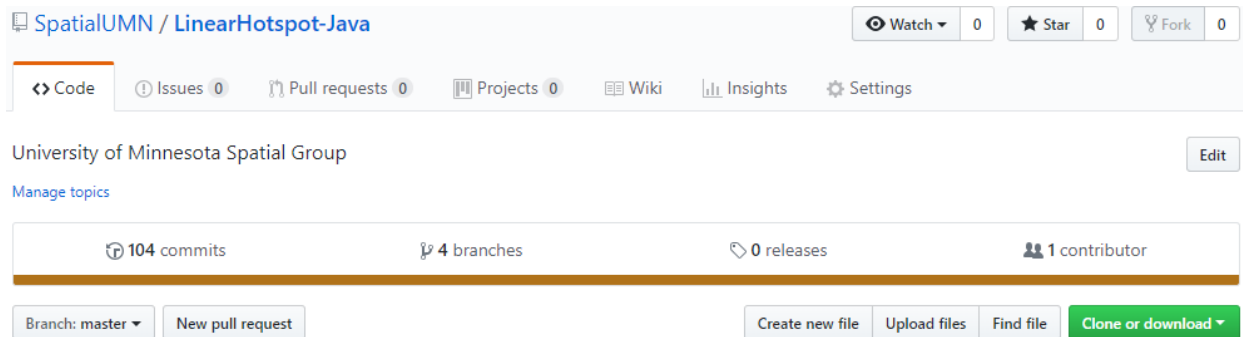 SpatialUMN / LinearHotspot-Java Watch 0 Star 0 Fork 0
Code Issues 0 Pull requests 0 Projects 0 Wiki Insights Settings
University of Minnesota Spatial Group Edit
Manage topics
104 commits 4 branches 0 releases 1 contributor
Branch: master New pull request Create new file Upload files Find file Clone or download